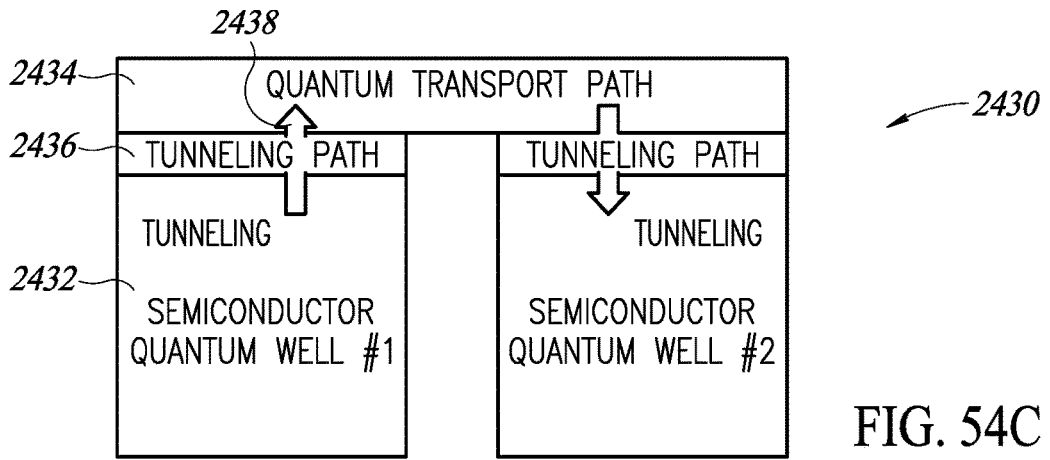 2438
2434
QUANTUM TRANSPORT PATH
2430
2436
TUNNELING PATH
TUNNELING PATH
TUNNELING
TUNNELING
2432
SEMICONDUCTOR
QUANTUM WELL #1
SEMICONDUCTOR
QUANTUM WELL #2
FIG. 54C